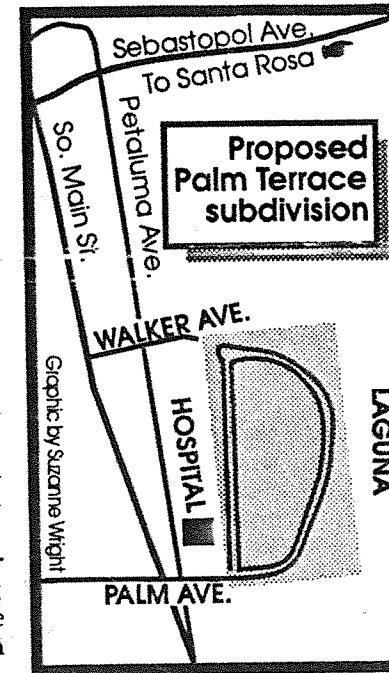 Sebastopol Ave.
To Santa Rosa
Petaluma Ave.
So. Main St.
Proposed
Palm Terrace
subdivision
WALKER AVE.
LAGUNA
HOSPITAL
Graphic by Suzanne Wright
PALM AVE.